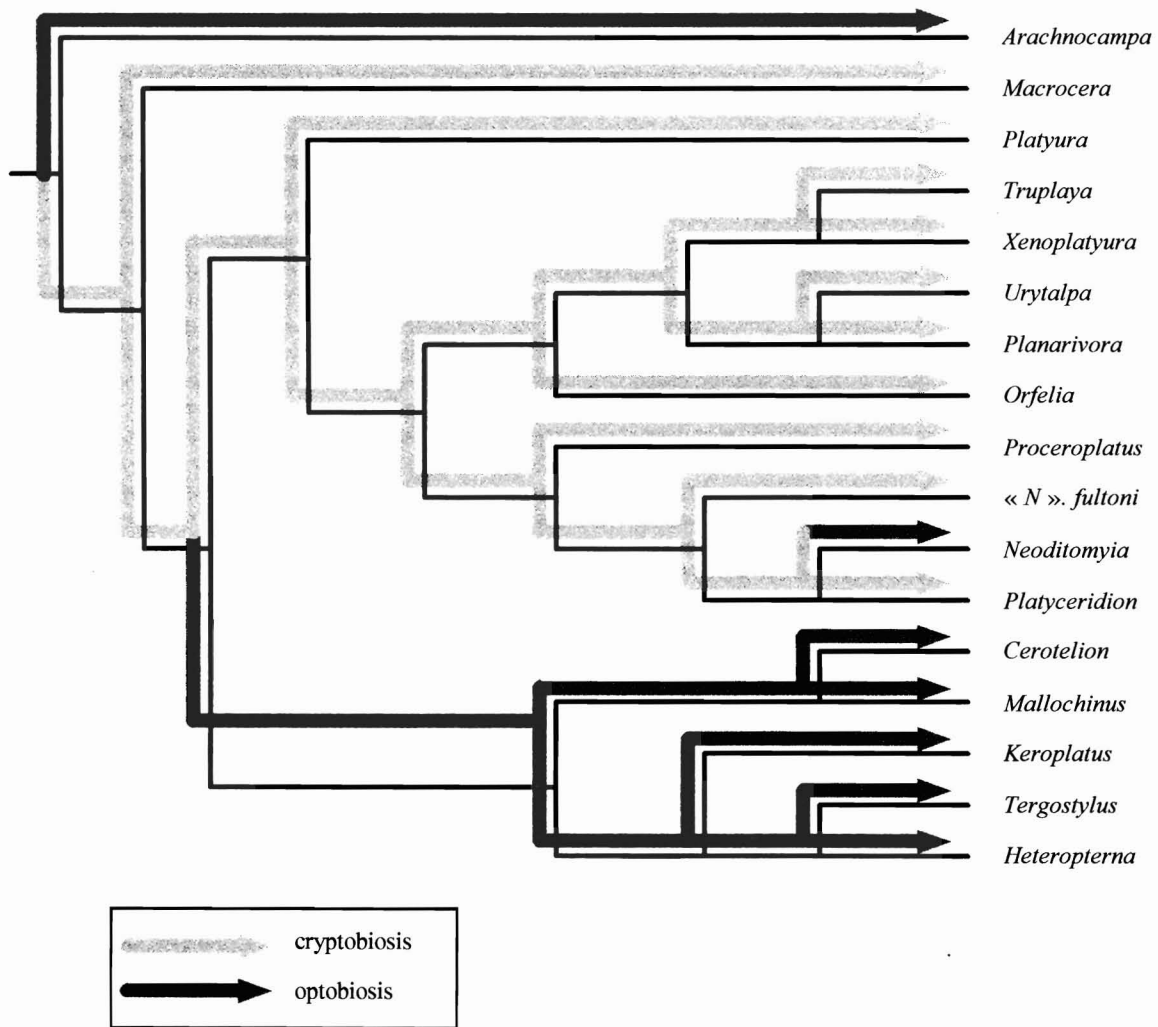 Arachnocampa
Macrocera
Platyura
Truplaya
Xenoplatyura
Urytalpa
Planarivora
Orfelia
Proceroplatus
« N ». fultoni
Neoditomyia
Platyceridion
Cerotelion
Mallochinus
Keroplatus
Tergostylus
Heteropterna
cryptobiosis
optobiosis